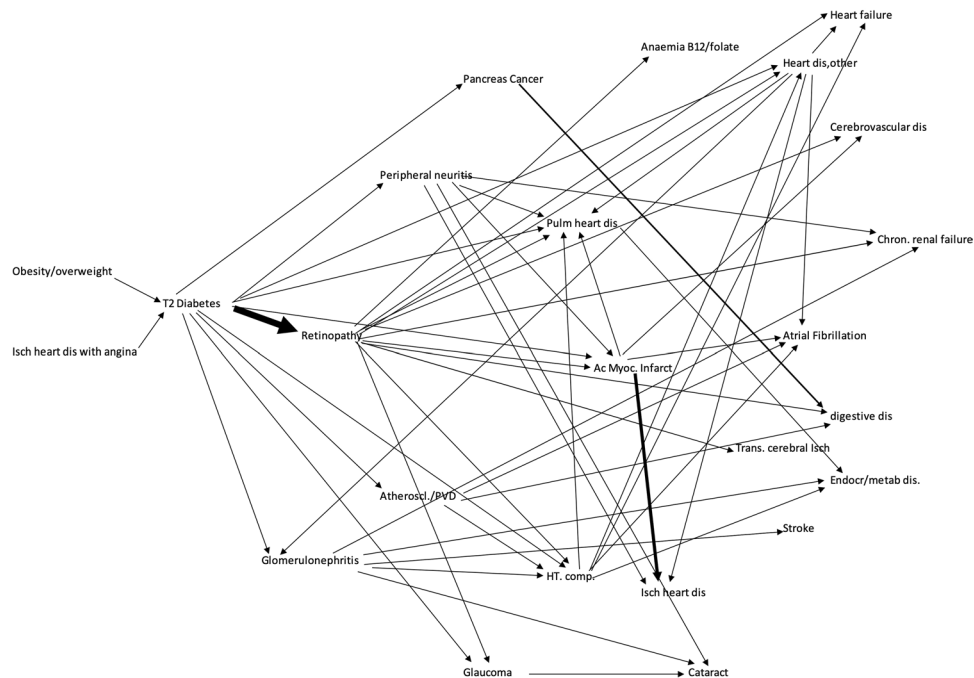 Heart failure
Anaemia B12/folate
Heart dis,other
Pancreas Cancer
Cerebrovascular dis
Peripheral neuritis
Pulm heart dis
Chron. renal failure
Obesity/overweight
T2 Diabetes
Retinopathy
Atrial Fibrillation
Isch heart dis with angina
Ac Myoc. Infarct
digestive dis
Trans. cerebral Isch
Endocr/metab dis.
Atheroscl./PVD
Stroke
Glomerulonephritis
HT. comp.
Isch heart dis
Glaucoma
Cataract